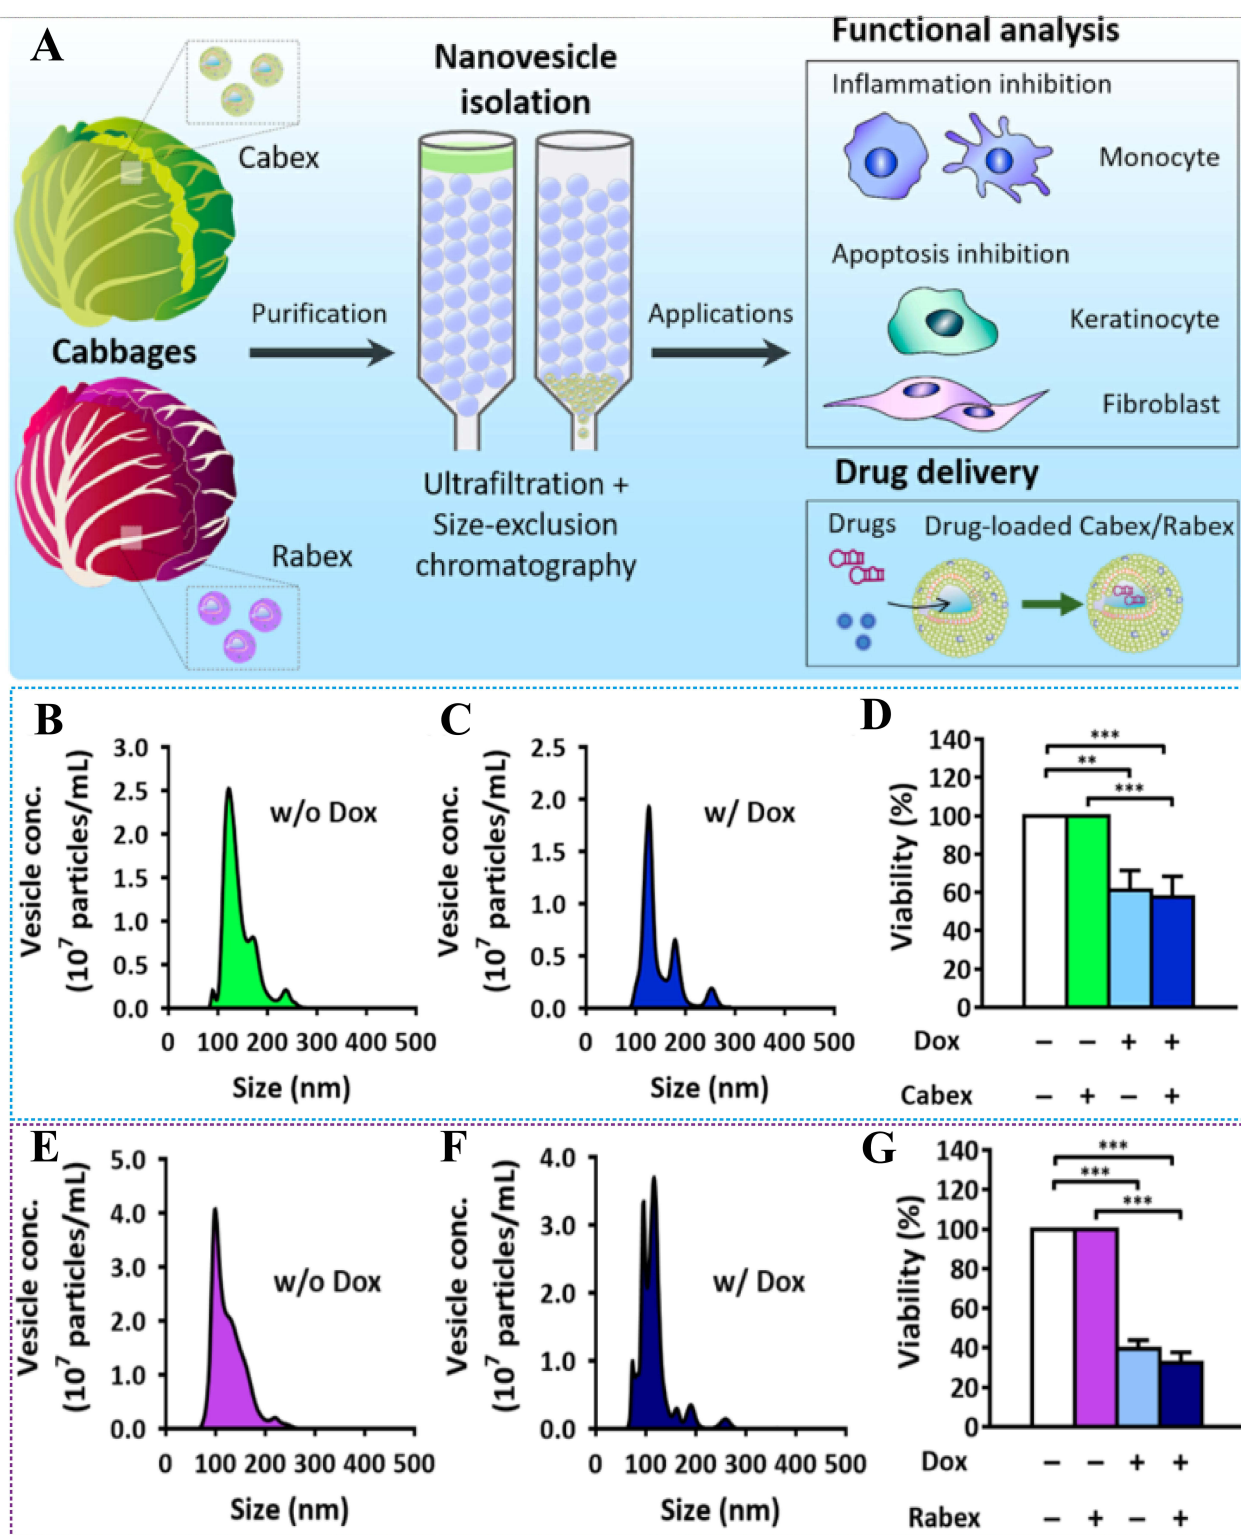 A
Cabex
Cabbages
Rabex
Purification
Nanovesicle
isolation
Ultrafiltration +
Size-exclusion
chromatography
Applications
Functional analysis
Inflammation inhibition
Monocyte
Apoptosis inhibition
Keratinocyte
Fibroblast
Drug delivery
Drugs Drug-loaded Cabex/Rabex
B
Vesicle conc.
(10⁷ particles/mL)
3.0
2.5
2.0
1.5
1.0
0.5
0.0
w/o Dox
0 100 200 300 400 500
Size (nm)
C
Vesicle conc.
(10⁷ particles/mL)
2.5
2.0
1.5
1.0
0.5
0.0
w/ Dox
0 100 200 300 400 500
Size (nm)
D
Viability (%)
140
120
100
80
60
40
20
0
***
**
***
Dox − − + +
Cabex − + − +
E
Vesicle conc.
(10⁷ particles/mL)
5.0
4.0
3.0
2.0
1.0
0.0
w/o Dox
0 100 200 300 400 500
Size (nm)
F
Vesicle conc.
(10⁷ particles/mL)
4.0
3.0
2.0
1.0
0.0
w/ Dox
0 100 200 300 400 500
Size (nm)
G
Viability (%)
140
120
100
80
60
40
20
0
***
***
***
Dox − − + +
Rabex − + − +